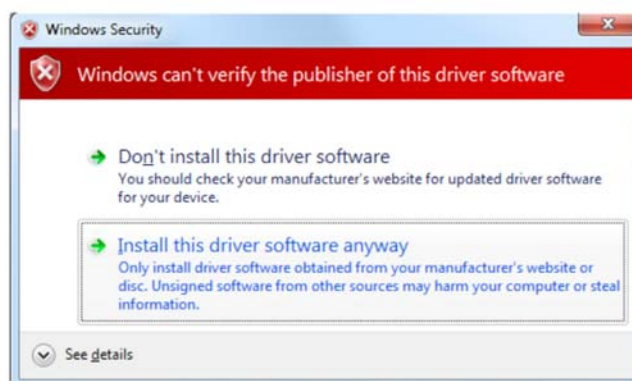 Windows Security
Windows can't verify the publisher of this driver software
Don't install this driver software
You should check your manufacturer's website for updated driver software
for your device.
Install this driver software anyway
Only install driver software obtained from your manufacturer's website or
disc. Unsigned software from other sources may harm your computer or steal
information.
See details